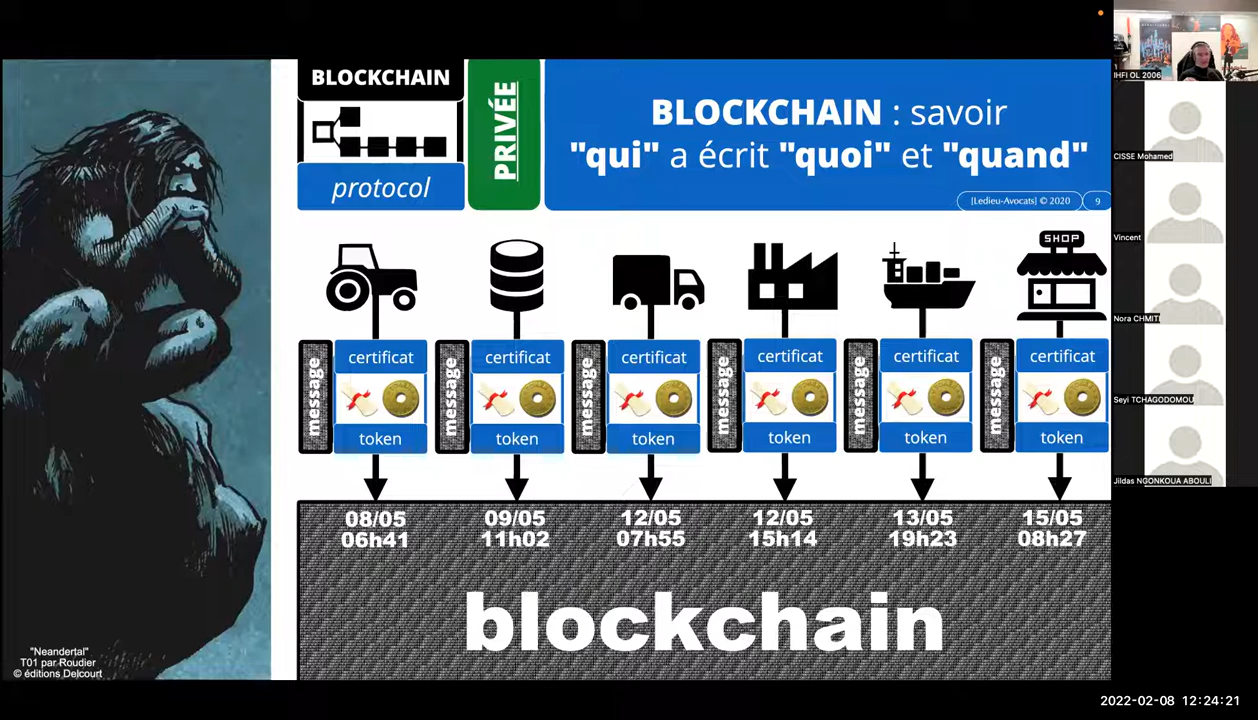 BLOCKCHAIN
protocol
PRIVÉE
BLOCKCHAIN : savoir
"qui" a écrit "quoi" et "quand"
[Ledieu-Avocats] © 2020
9
SHOP
message
certificat
token
message
certificat
token
message
certificat
token
message
certificat
token
message
certificat
token
message
certificat
token
08/05
06h41
09/05
11h02
12/05
07h55
12/05
15h14
13/05
19h23
15/05
08h27
blockchain
"Neandertal"
T01 par Roudier
© éditions Delcourt
IHFI OL 2006
CISSE Mohamed
Vincent
Nora CHMITI
Seyi TCHAGODOMOU
Jildas NGONKOUA ABOULI
2022-02-08 12:24:21